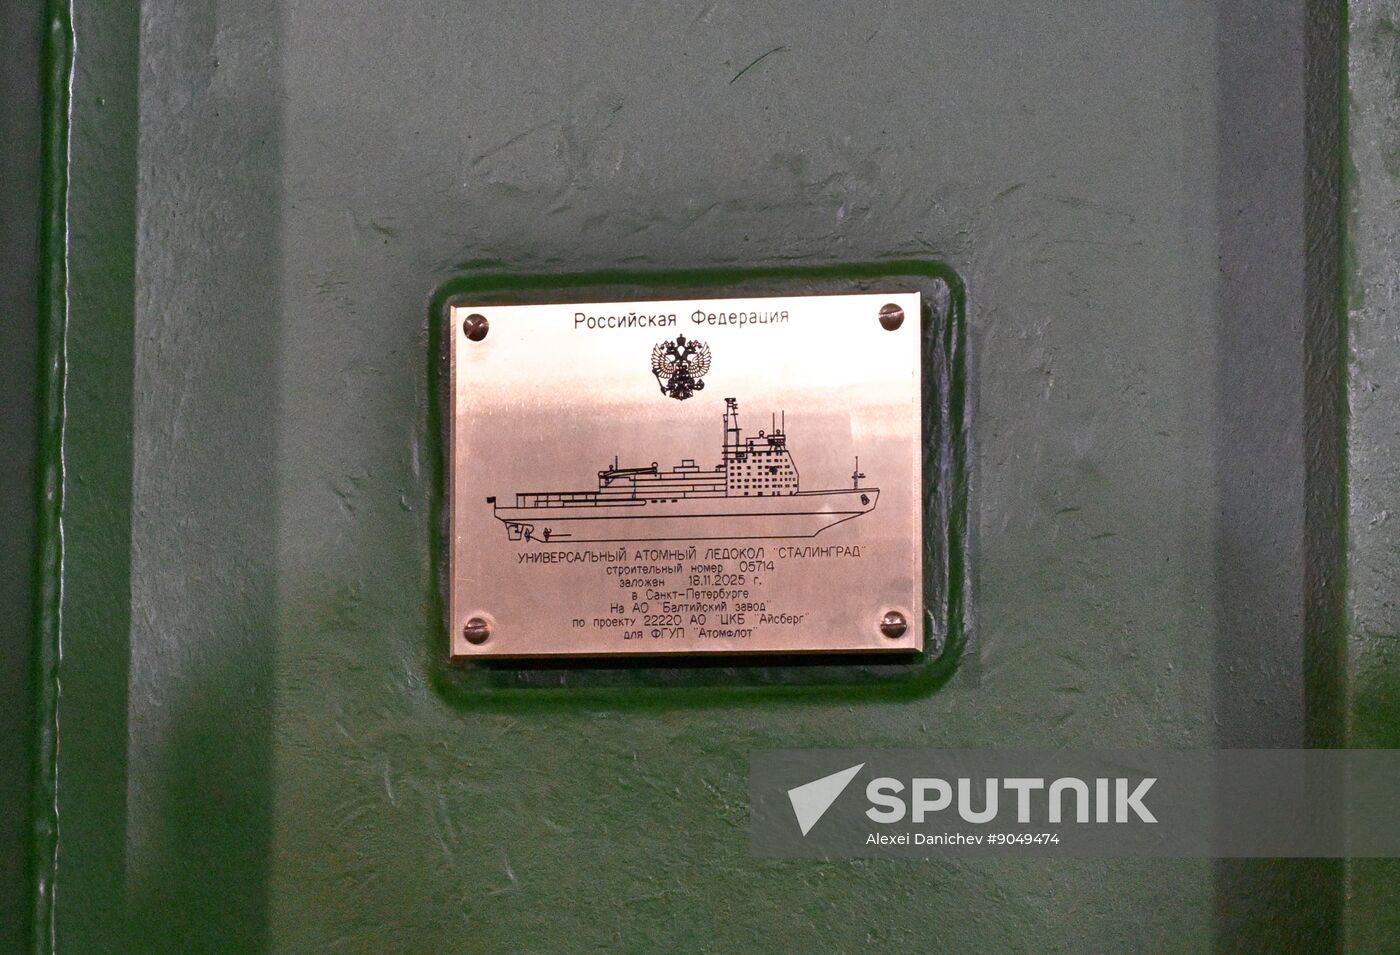 Российская Федерация
УНИВЕРСАЛЬНЫЙ АТОМНЫЙ ЛЕДОКОЛ "СТАЛИНГРАД"
строительный номер 05714
заложен 18.11.2025 г.
в Санкт-Петербурге
На АО "Балтийский завод"
по проекту 22220 АО "ЦКБ "Айсберг"
для ФГУП "Атомфлот"
SPUTNIK
Alexei Danichev #9049474